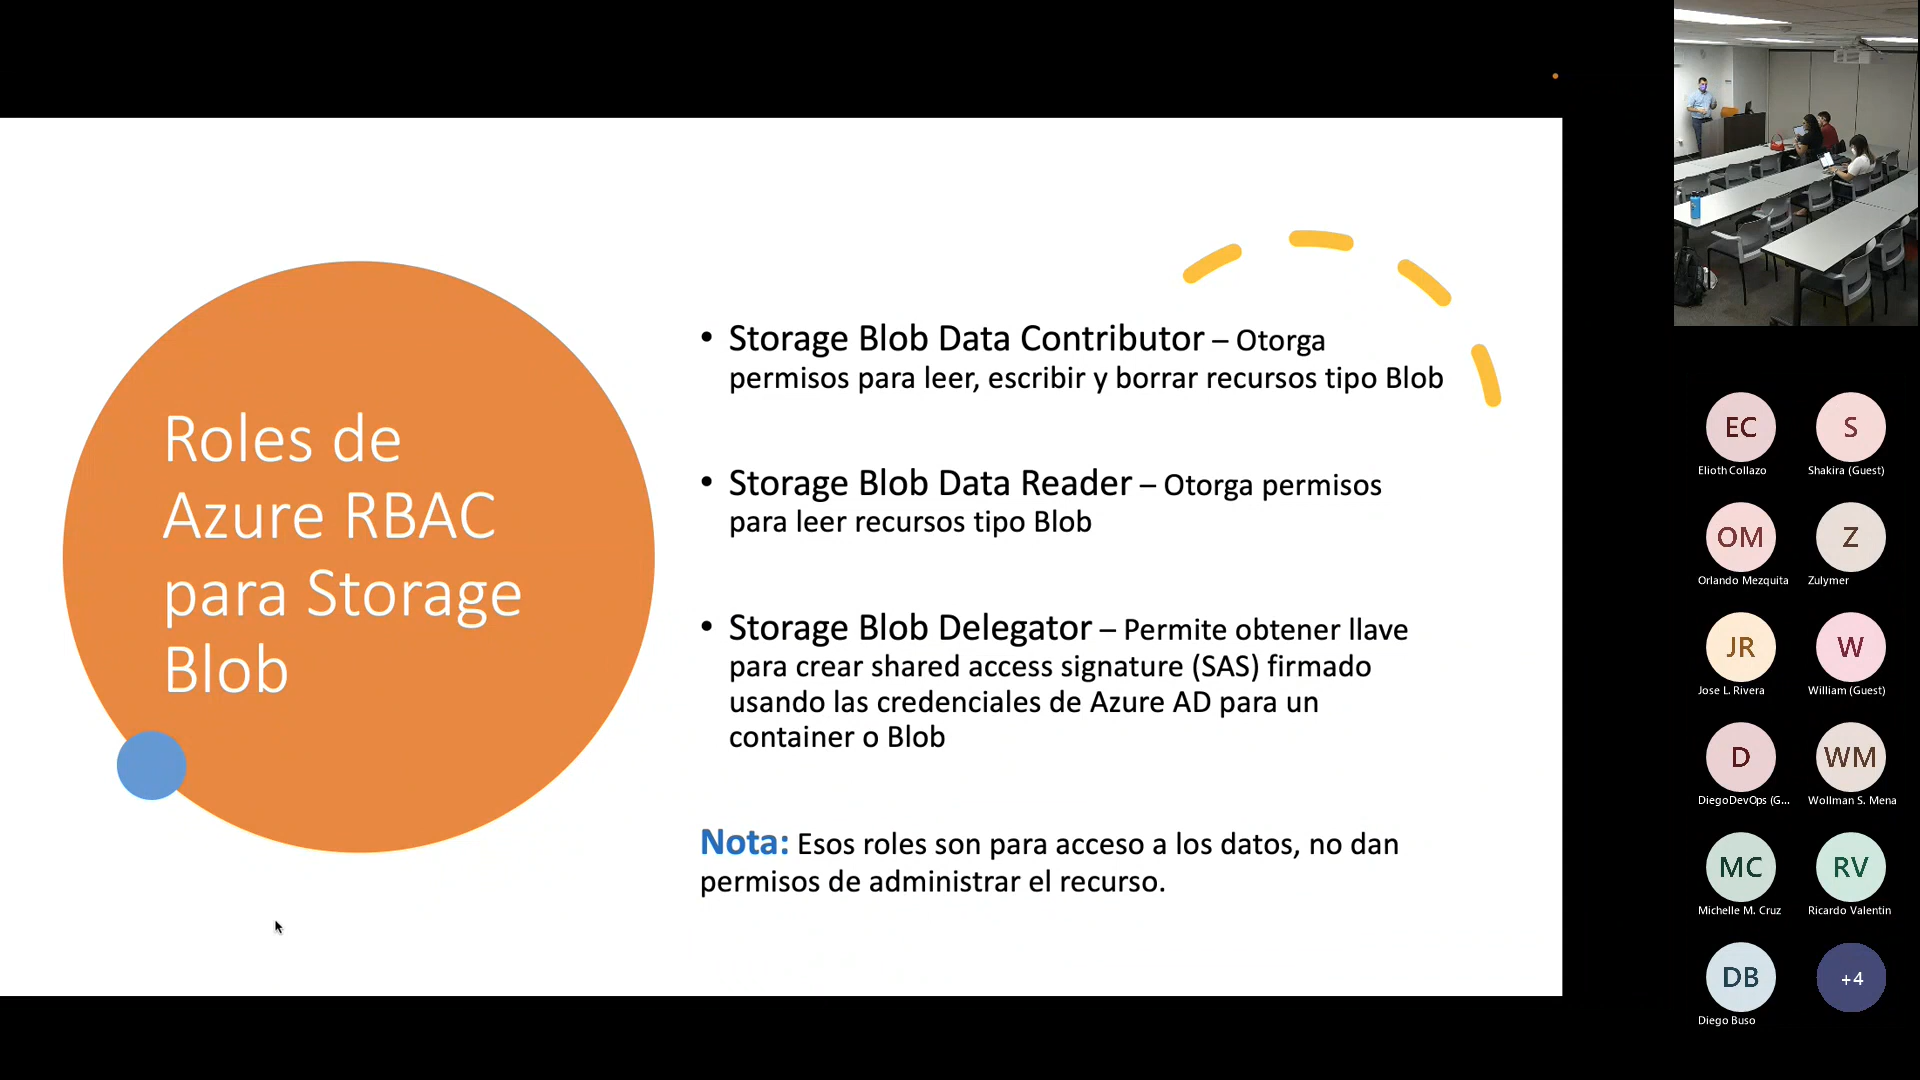 Roles de
Azure RBAC
para Storage
Blob
• Storage Blob Data Contributor – Otorga
permisos para leer, escribir y borrar recursos tipo Blob
• Storage Blob Data Reader – Otorga permisos
para leer recursos tipo Blob
• Storage Blob Delegator – Permite obtener llave
para crear shared access signature (SAS) firmado
usando las credenciales de Azure AD para un
container o Blob
Nota: Esos roles son para acceso a los datos, no dan
permisos de administrar el recurso.
EC
Elioth Collazo
S
Shakira (Guest)
OM
Orlando Mezquita
Z
Zulymer
JR
Jose L. Rivera
W
William (Guest)
D
DiegoDevOps (G...
WM
Wollman S. Mena
MC
Michelle M. Cruz
RV
Ricardo Valentin
DB
Diego Buso
+4